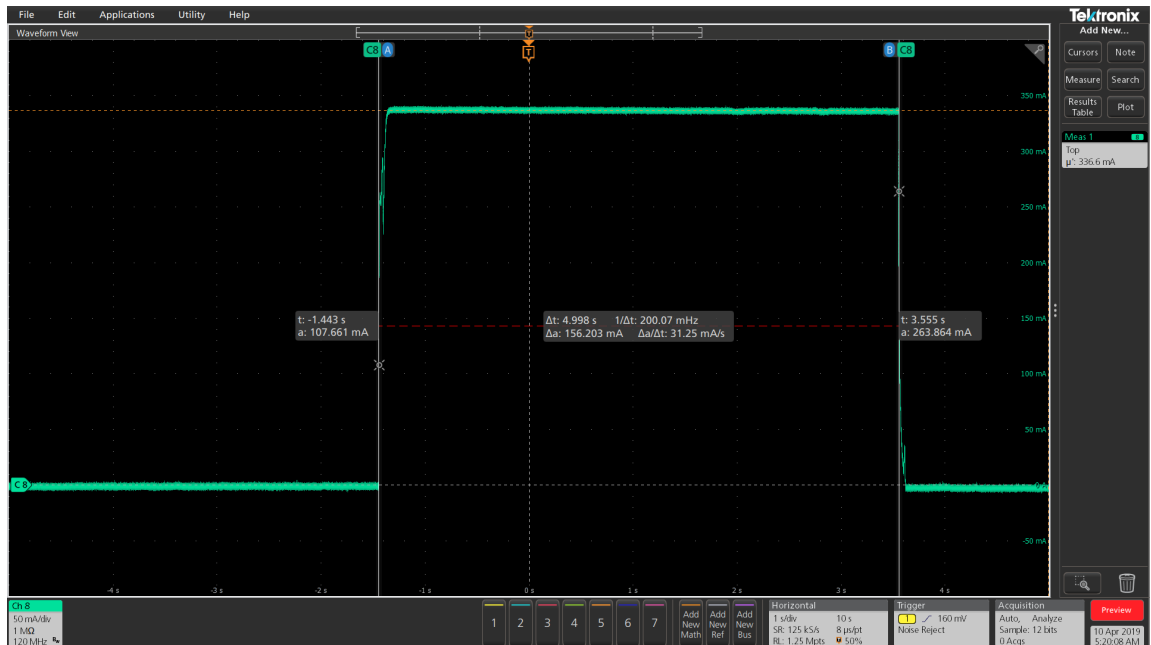 File Edit Applications Utility Help
Tektronix
Waveform View
Add New...
C8 A
T
T
B C8
Cursors Note
Measure Search
Results Table Plot
Meas 1 8
Top
µ': 336.6 mA
350 mA
300 mA
250 mA
200 mA
150 mA
100 mA
50 mA
0 A
-50 mA
t: -1.443 s
a: 107.661 mA
Δt: 4.998 s 1/Δt: 200.07 mHz
Δa: 156.203 mA Δa/Δt: 31.25 mA/s
t: 3.555 s
a: 263.864 mA
C 8
-4 s -3 s -2 s -1 s 0 s 1 s 2 s 3 s 4 s
Ch 8
50 mA/div
1 MΩ
120 MHz Bw
1 2 3 4 5 6 7
Add New Math
Add New Ref
Add New Bus
Horizontal
1 s/div 10 s
SR: 125 kS/s 8 µs/pt
RL: 1.25 Mpts 50%
Trigger
1 160 mV
Noise Reject
Acquisition
Auto, Analyze
Sample: 12 bits
0 Acqs
Preview
10 Apr 2019
5:20:08 AM